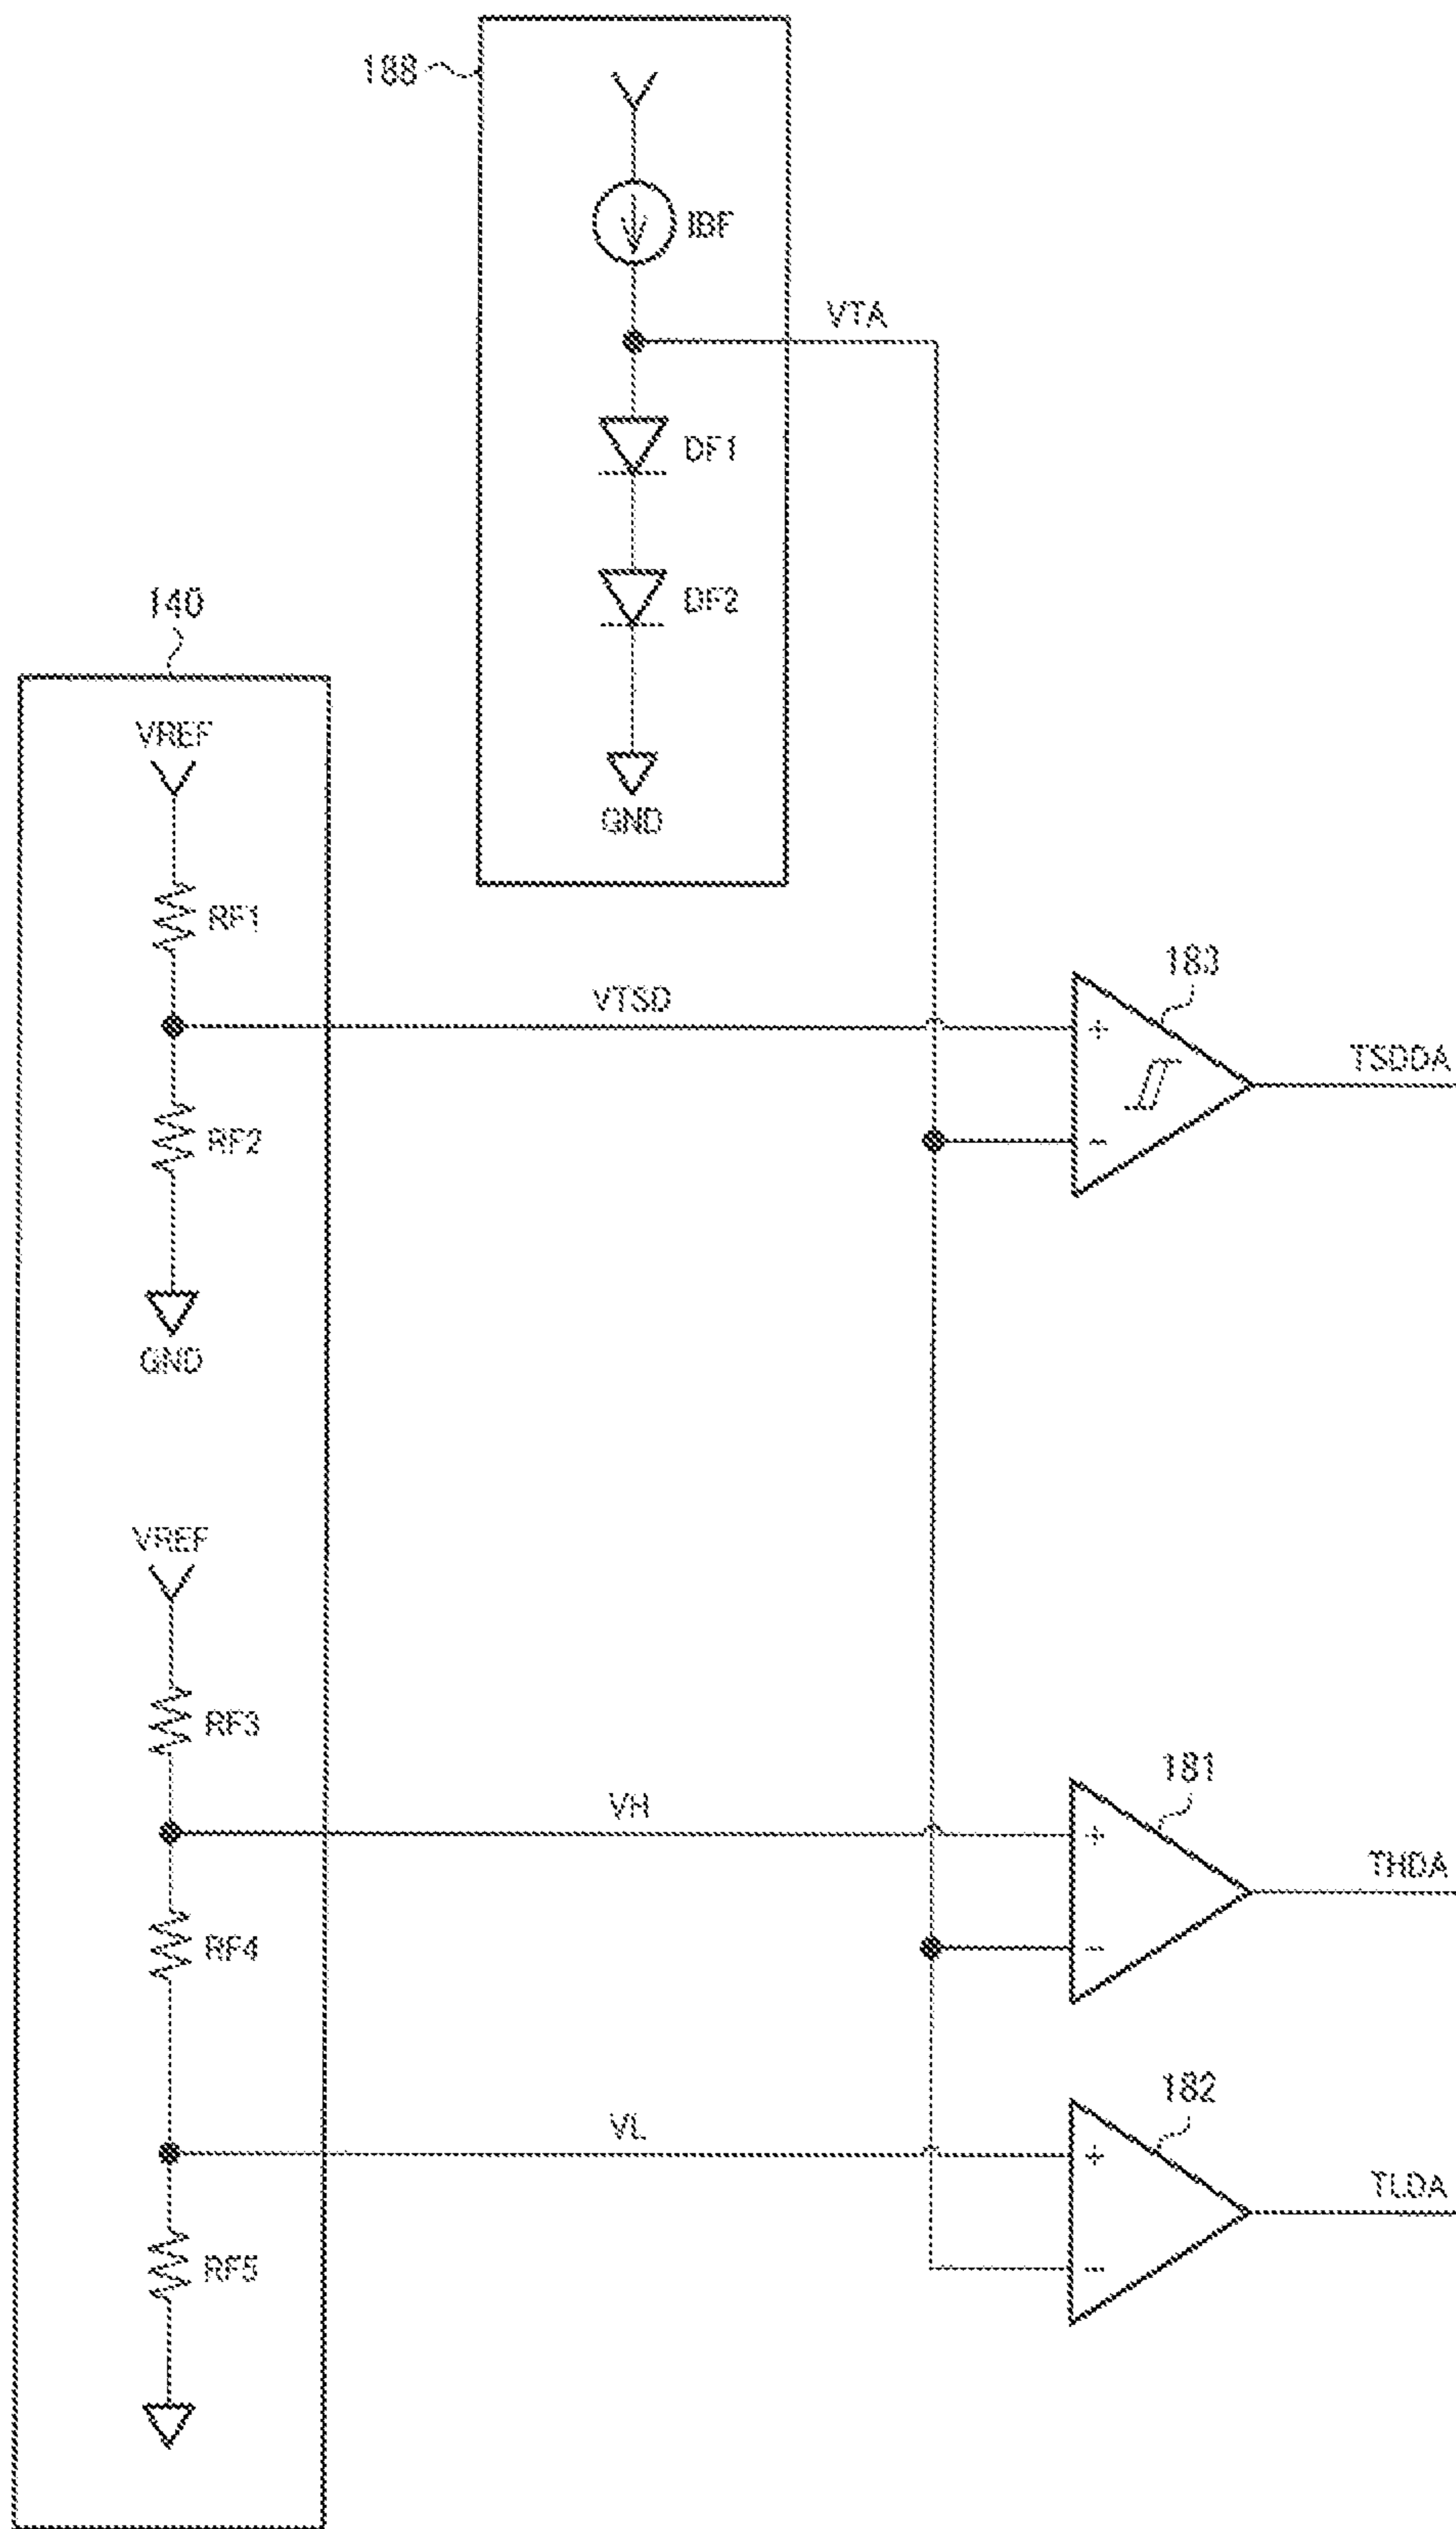 188
IBF
VTA
DF1
DF2
GND
140
VREF
RF1
VTSD
183
TSDDA
RF2
GND
VREF
RF3
VH
181
THDA
RF4
VL
182
TLDA
RF5